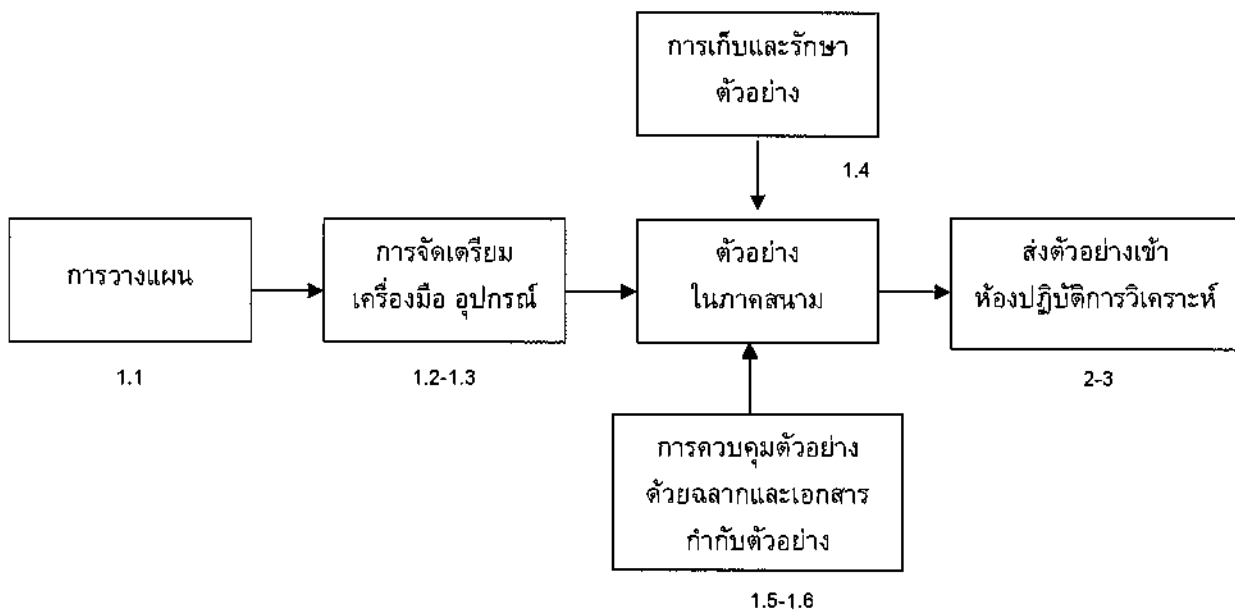 การเก็บและรักษา
ตัวอย่าง
1.4
การวางแผน
1.1
การจัดเตรียม
เครื่องมือ อุปกรณ์
1.2-1.3
ตัวอย่าง
ในภาคสนาม
ส่งตัวอย่างเข้า
ห้องปฏิบัติการวิเคราะห์
2-3
การควบคุมตัวอย่าง
ด้วยฉลากและเอกสาร
กำกับตัวอย่าง
1.5-1.6